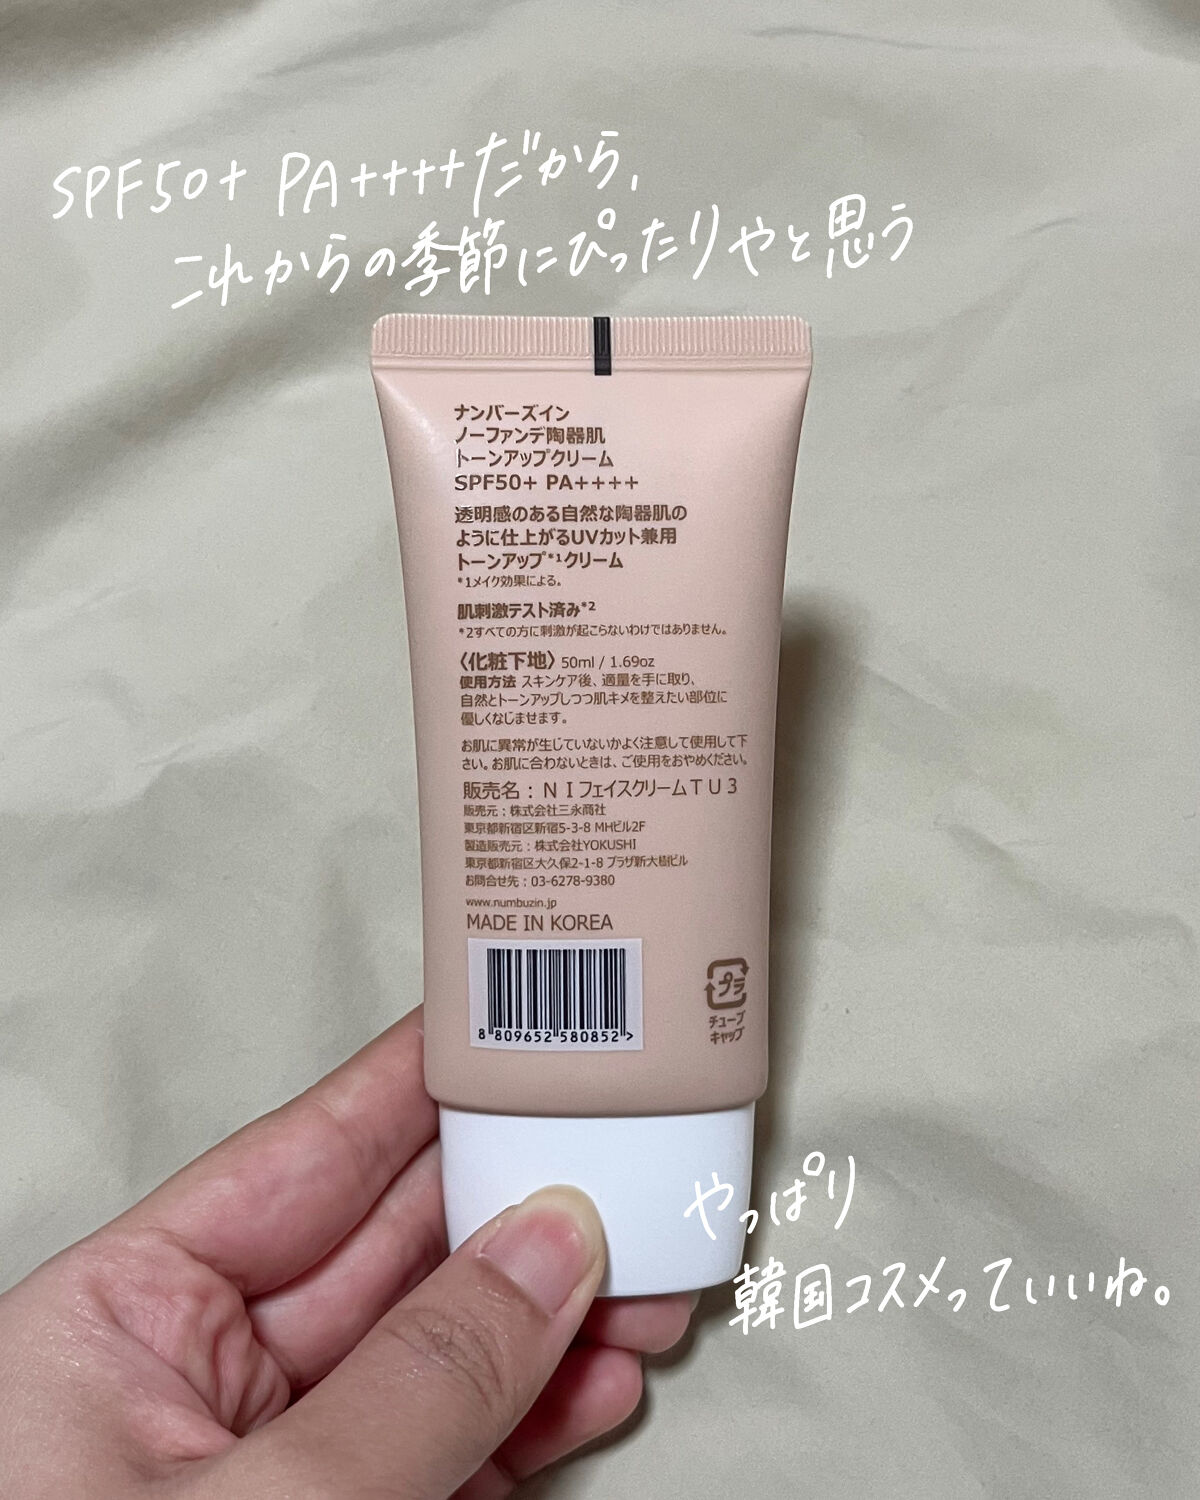 SPF50+ PA++++だから、
これからの季節にぴったりやと思う
ナンバーズイン
ノーファンデ陶器肌
トーンアップクリーム
SPF50+ PA++++
透明感のある自然な陶器肌の
ように仕上がるUVカット兼用
トーンアップ*1クリーム
*1メイク効果による。
肌刺激テスト済み*2
*2すべての方に刺激が起こらないわけではありません。
〈化粧下地〉 50ml / 1.69oz
使用方法 スキンケア後、適量を手に取り、
自然とトーンアップしつつ肌キメを整えたい部位に
優しくなじませます。
お肌に異常が生じていないかよく注意して使用して下
さい。お肌に合わないときは、ご使用をおやめください。
販売名：ＮＩフェイスクリームＴＵ３
販売元：株式会社三永商社
東京都新宿区新宿5-3-8 MHビル2F
製造販売元：株式会社YOKUSHI
東京都新宿区大久保2-1-8 プラザ新大樹ビル
お問合せ先：03-6278-9380
www.numbuzin.jp
MADE IN KOREA
8 809652 580852 >
プラ
チューブ
キャップ
やっぱり
韓国コスメっていいね。